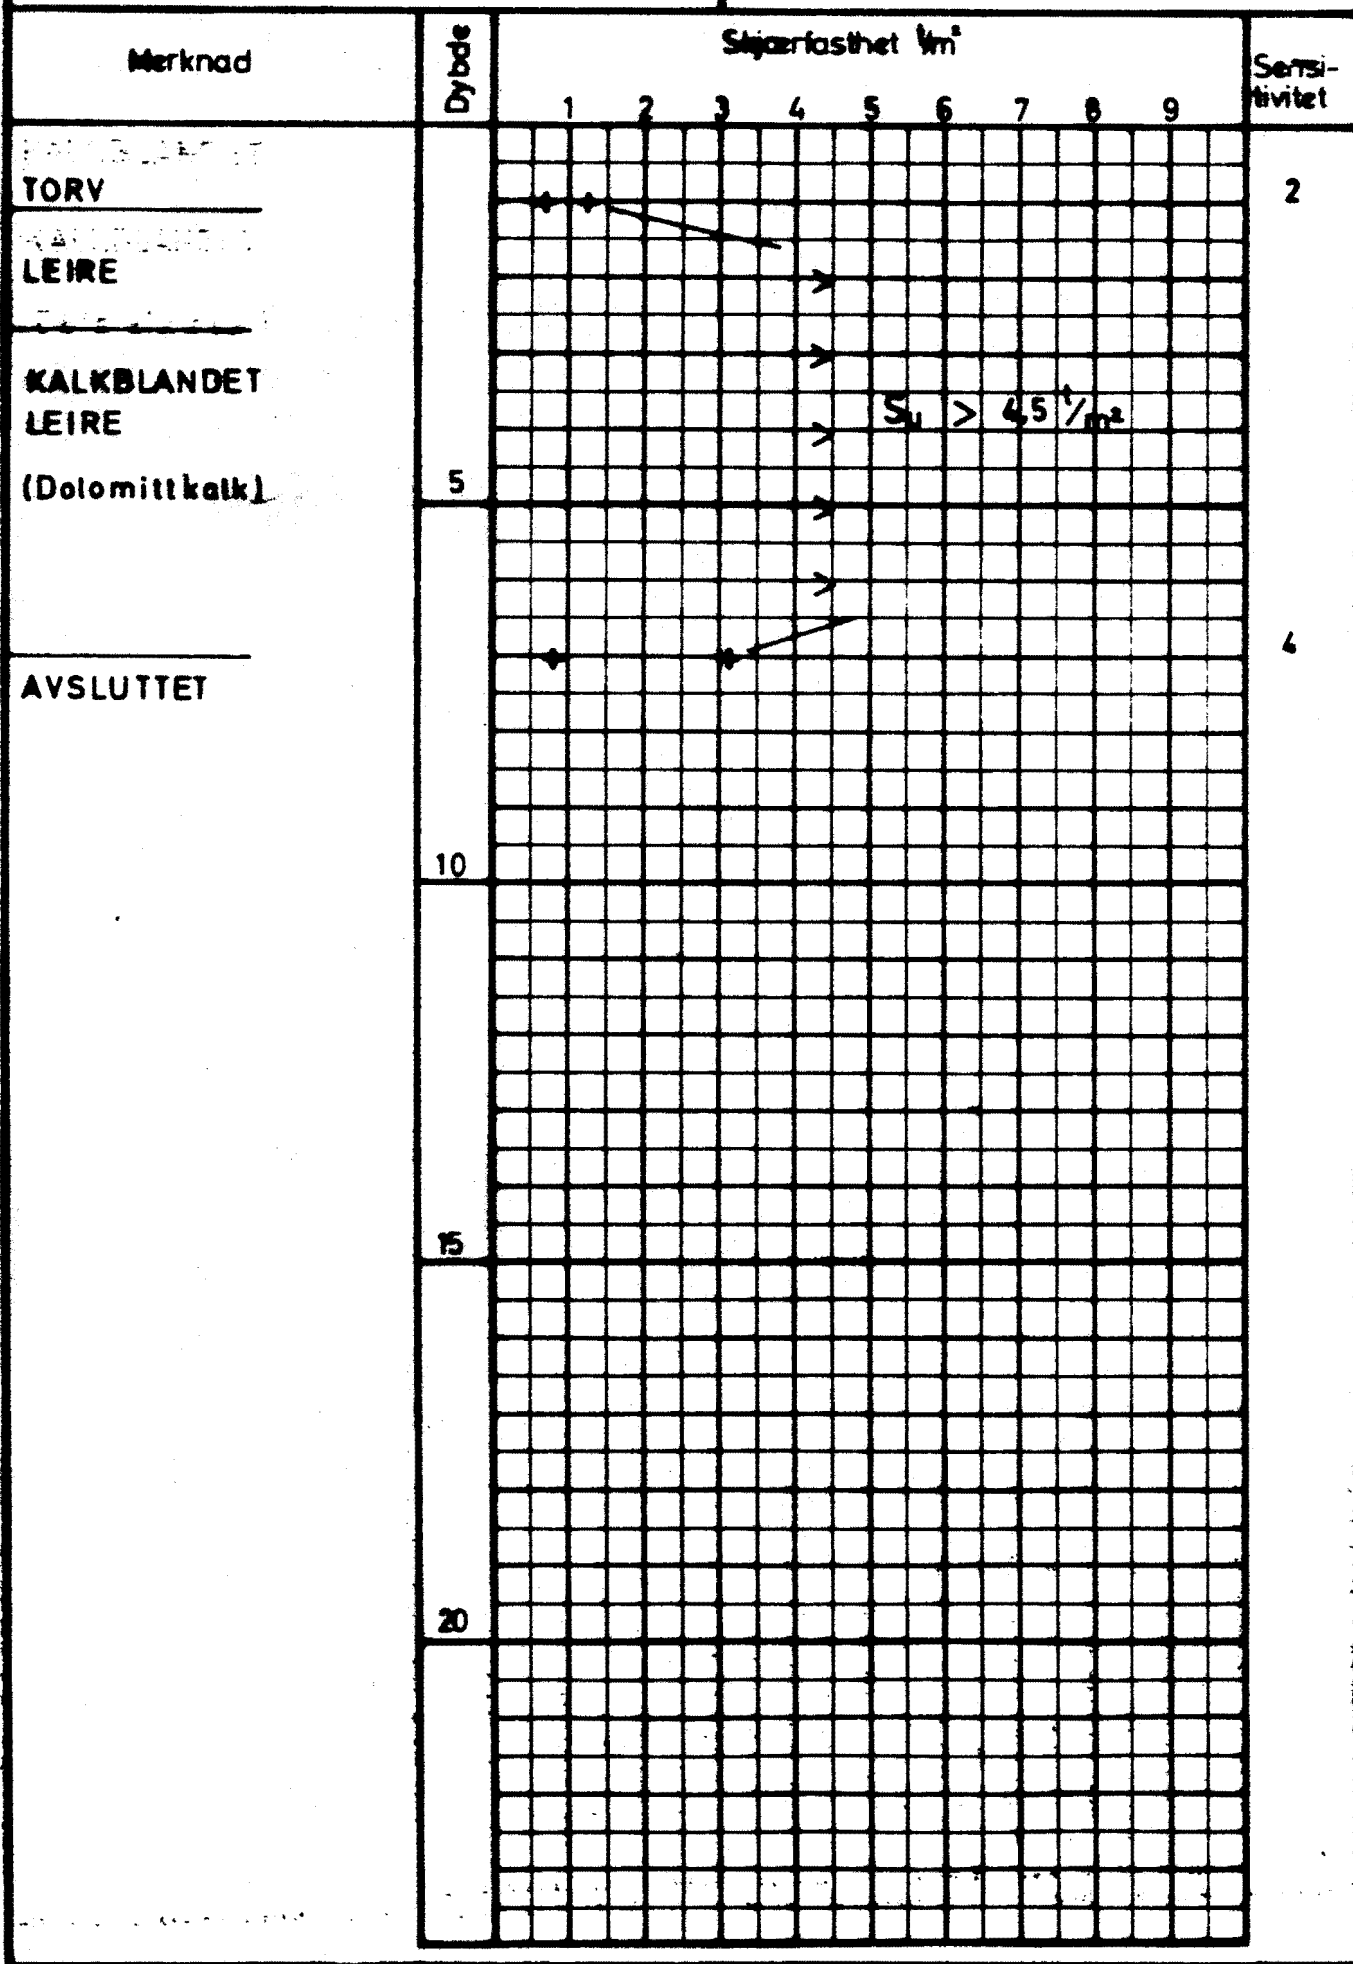 Merknad
Dybde
Skjærfasthet t/m²
Sensi-
tivitet
1 2 3 4 5 6 7 8 9
TORV
2
LEIRE
KALKBLANDET
LEIRE
(Dolomittkalk)
Su > 4,5 t/m²
5
4
AVSLUTTET
10
15
20